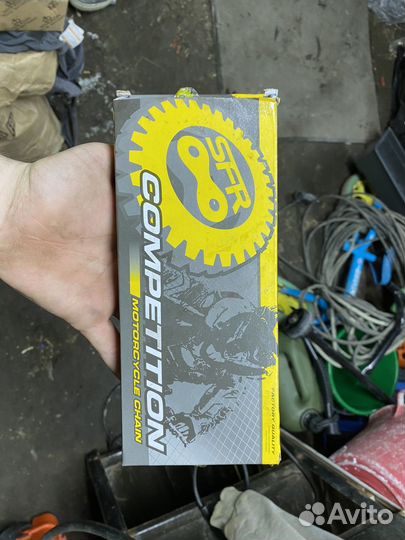 SFR
COMPETITION
MOTORCYCLE CHAIN
FACTORY QUALITY
Avito